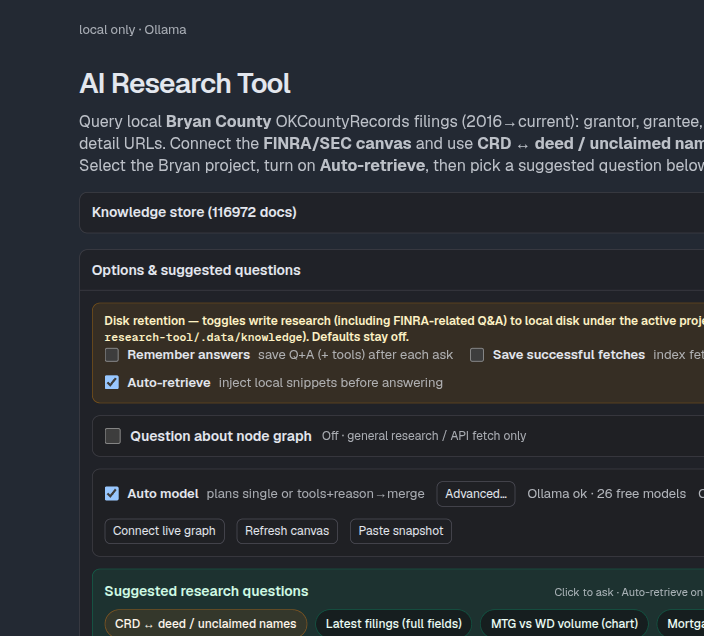 local only · Ollama
AI Research Tool
Query local Bryan County OKCountyRecords filings (2016→current): grantor, grantee,
detail URLs. Connect the FINRA/SEC canvas and use CRD ↔ deed / unclaimed nam
Select the Bryan project, turn on Auto-retrieve, then pick a suggested question below
Knowledge store (116972 docs)
Options & suggested questions
Disk retention — toggles write research (including FINRA-related Q&A) to local disk under the active proje
research-tool/.data/knowledge). Defaults stay off.
Remember answers save Q+A (+ tools) after each ask Save successful fetches index fet
Auto-retrieve inject local snippets before answering
Question about node graph Off · general research / API fetch only
Auto model plans single or tools+reason→merge Advanced… Ollama ok · 26 free models
Connect live graph Refresh canvas Paste snapshot
Suggested research questions Click to ask · Auto-retrieve on
CRD ↔ deed / unclaimed names Latest filings (full fields) MTG vs WD volume (chart) Mortga